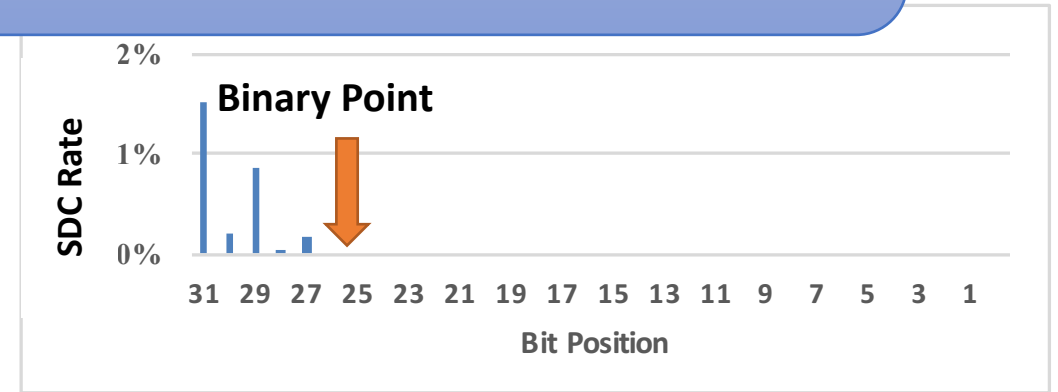 2%
Binary Point
1%
SDC Rate
0%
31 29 27 25 23 21 19 17 15 13 11 9 7 5 3 1
Bit Position